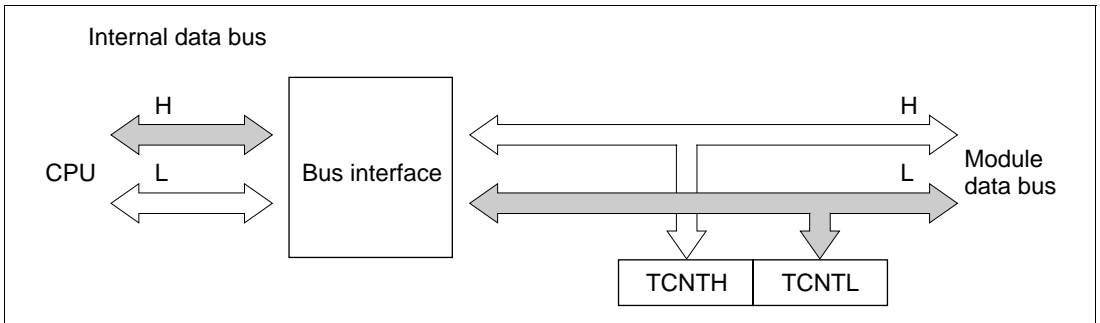 Internal data bus
H
H
CPU
L
Bus interface
L
Module
data bus
TCNTH
TCNTL